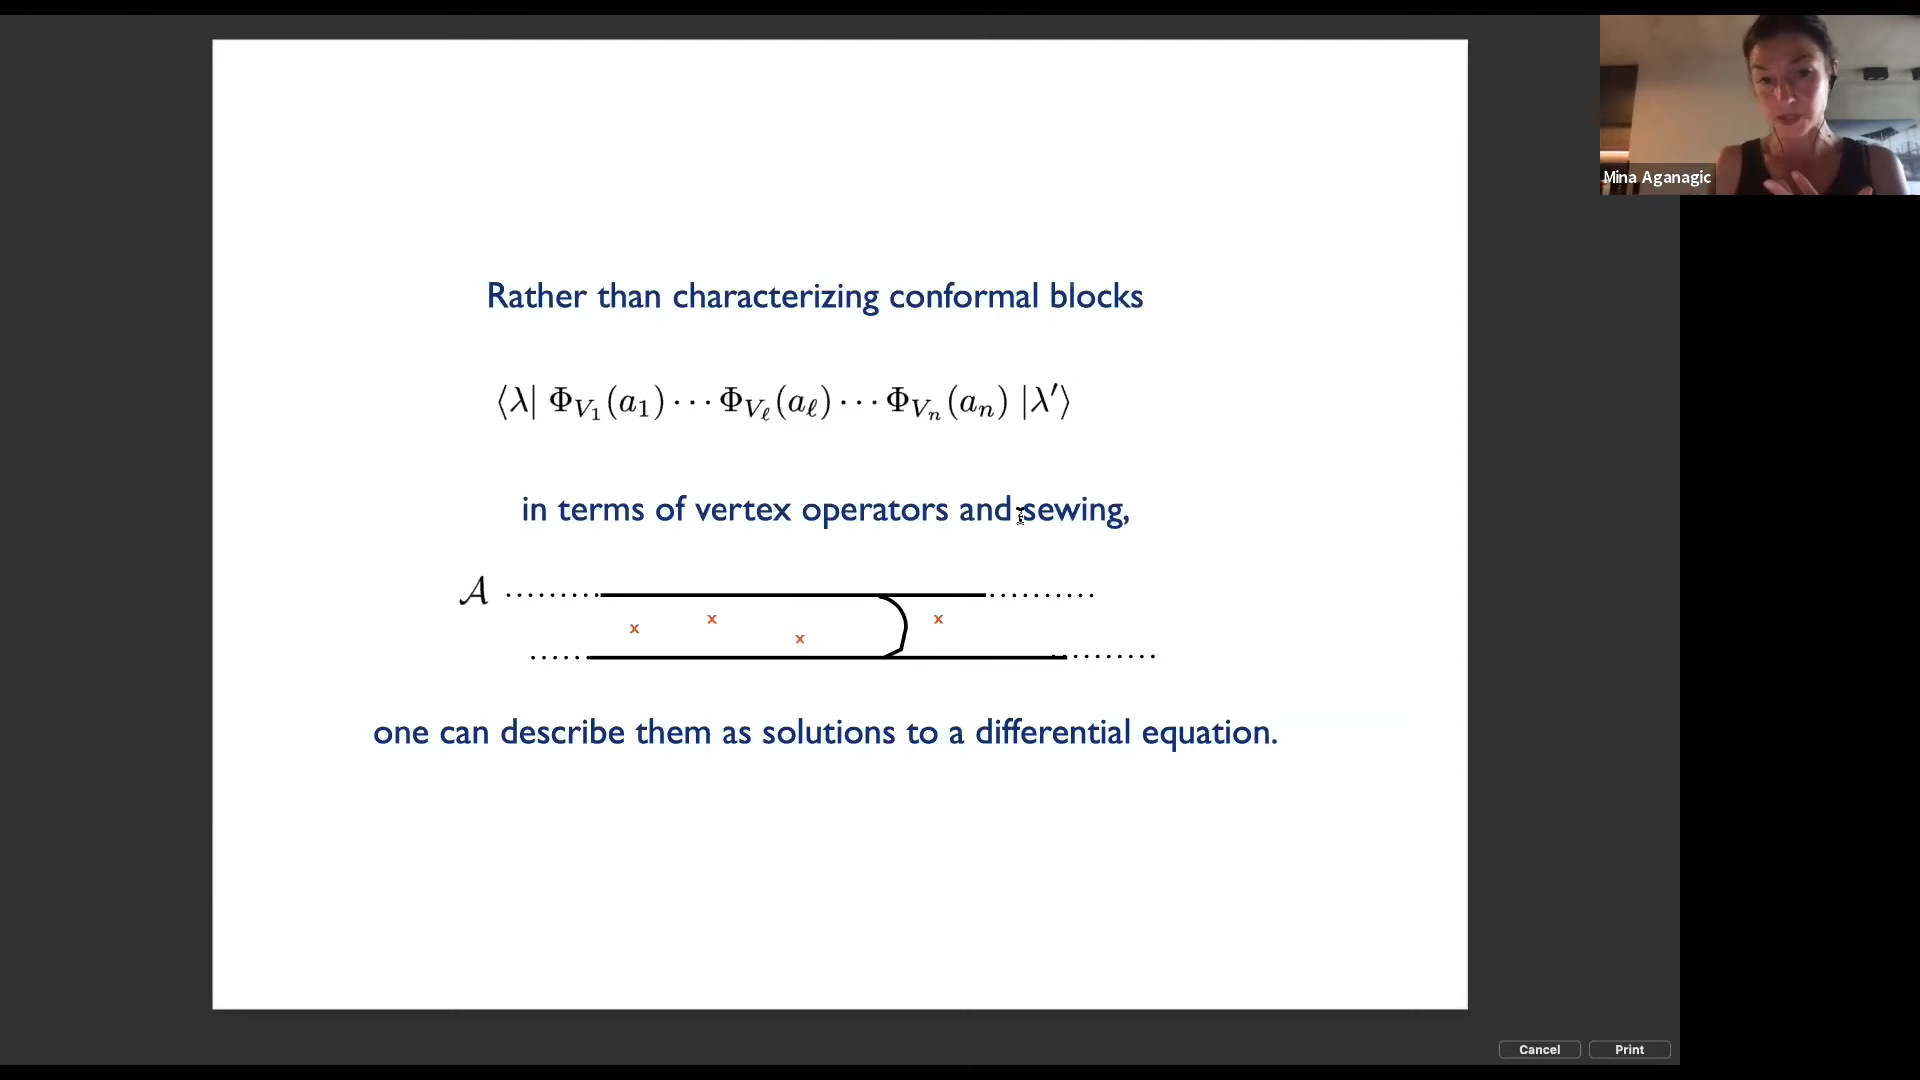 Mina Aganagic
Rather than characterizing conformal blocks
⟨λ| Φ_{V_1}(a_1) ··· Φ_{V_ℓ}(a_ℓ) ··· Φ_{V_n}(a_n) |λ′⟩
in terms of vertex operators and sewing,
𝒜
x x x x
one can describe them as solutions to a differential equation.
Cancel Print